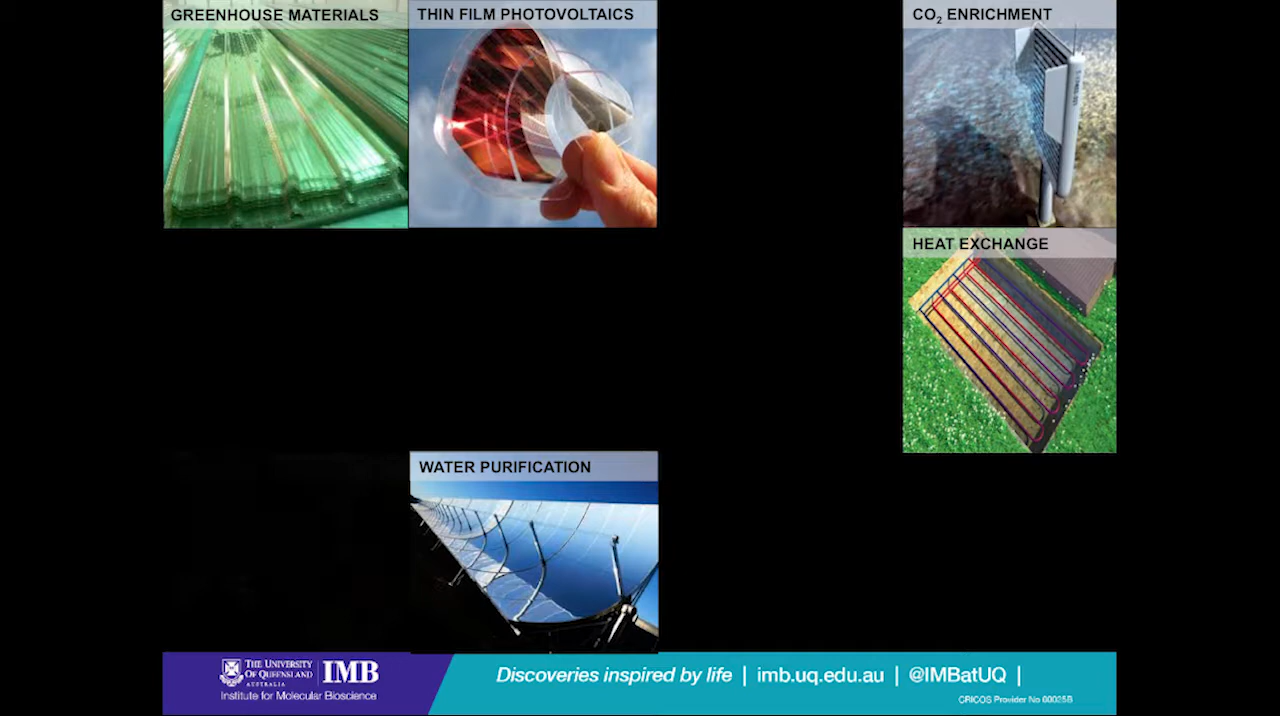 GREENHOUSE MATERIALS
THIN FILM PHOTOVOLTAICS
CO₂ ENRICHMENT
HEAT EXCHANGE
WATER PURIFICATION
THE UNIVERSITY
OF QUEENSLAND
AUSTRALIA
IMB
Institute for Molecular Bioscience
Discoveries inspired by life | imb.uq.edu.au | @IMBatUQ |
CRICOS Provider No 00025B